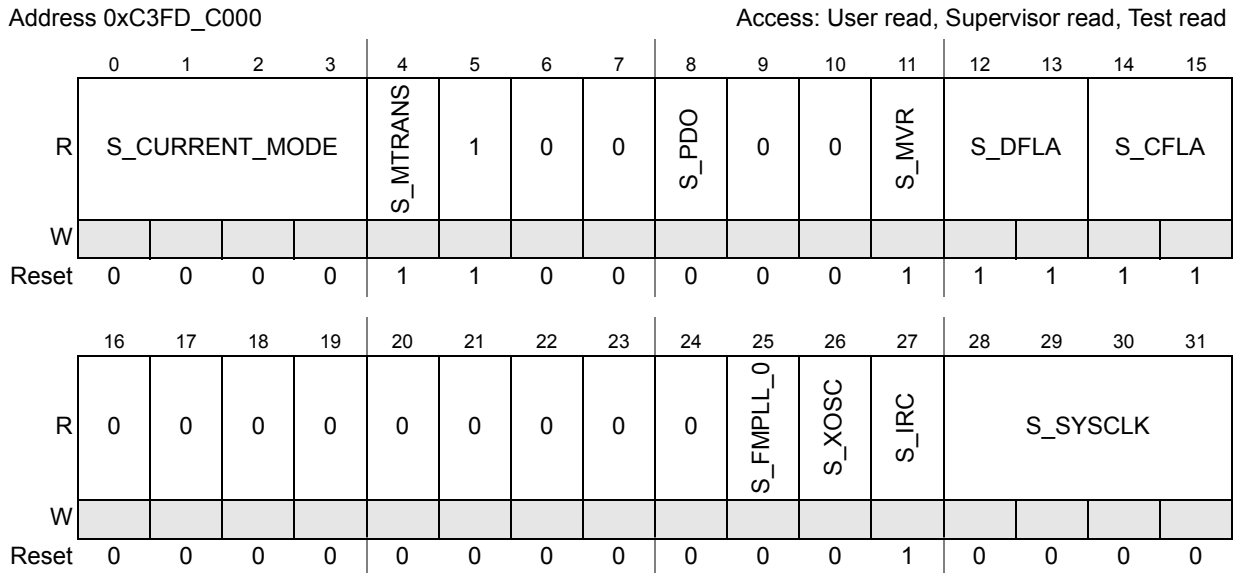 Address 0xC3FD_C000 Access: User read, Supervisor read, Test read
0 1 2 3 4 5 6 7 8 9 10 11 12 13 14 15
R S_CURRENT_MODE S_MTRANS 1 0 0 S_PDO 0 0 S_MVR S_DFLA S_CFLA
W
Reset 0 0 0 0 1 1 0 0 0 0 0 1 1 1 1 1
16 17 18 19 20 21 22 23 24 25 26 27 28 29 30 31
R 0 0 0 0 0 0 0 0 0 S_FMPLL_0 S_XOSC S_IRC S_SYSCLK
W
Reset 0 0 0 0 0 0 0 0 0 0 0 1 0 0 0 0